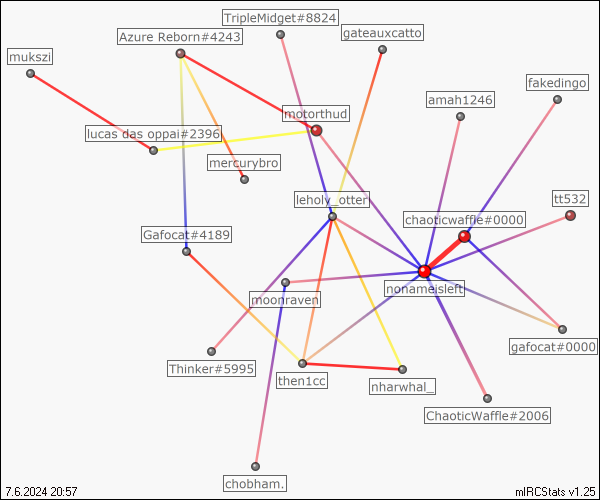 TripleMidget#8824
gateauxcatto
Azure Reborn#4243
mukszi
fakedingo
amah1246
motorthud
lucas das oppai#2396
mercurybro
leholy_otter
tt532
chaoticwaffle#0000
Gafocat#4189
nonameisleft
moonraven
gafocat#0000
Thinker#5995
then1cc
nharwhal_
ChaoticWaffle#2006
chobham.
7.6.2024 20:57
mIRCStats v1.25